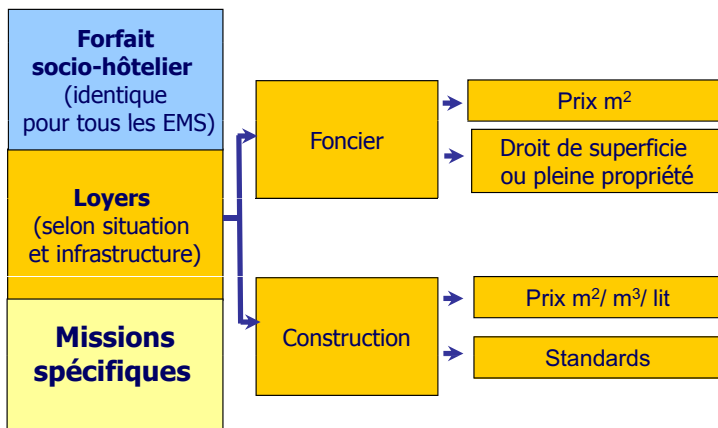 Forfait
socio-hôtelier
(identique
pour tous les EMS)
Loyers
(selon situation
et infrastructure)
Missions
spécifiques
Foncier
Construction
Prix m²
Droit de superficie
ou pleine propriété
Prix m²/ m³/ lit
Standards